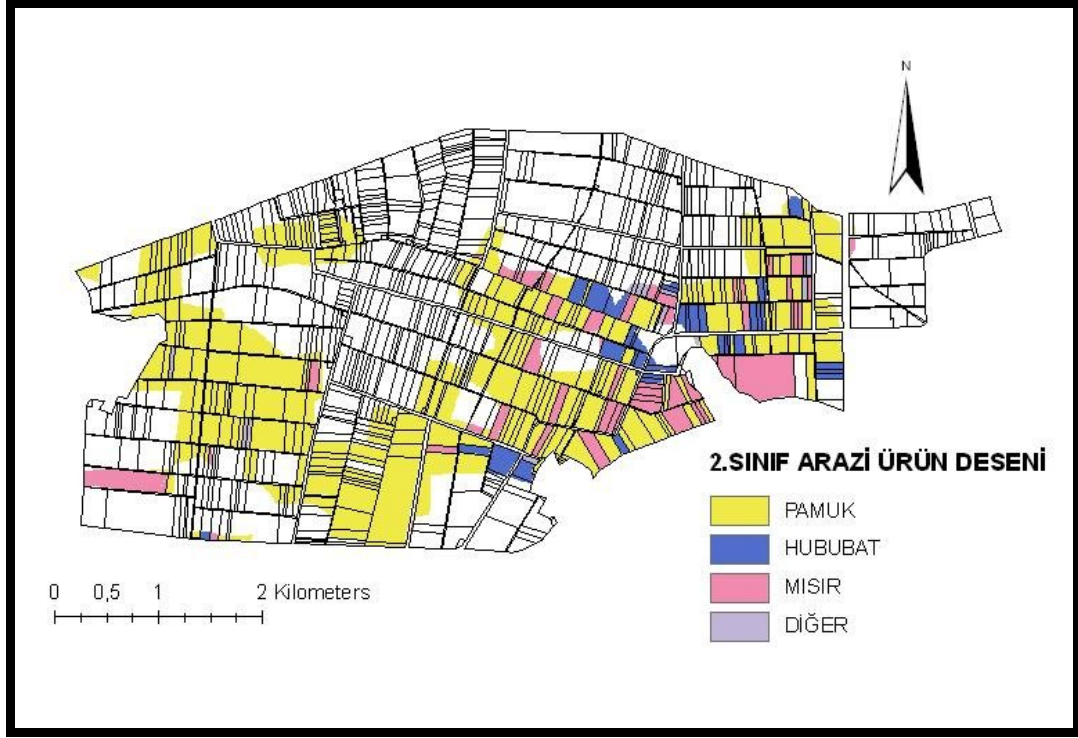 N
2.SINIF ARAZİ ÜRÜN DESENİ
PAMUK
HUBUBAT
MISIR
DİĞER
0 0,5 1 2 Kilometers